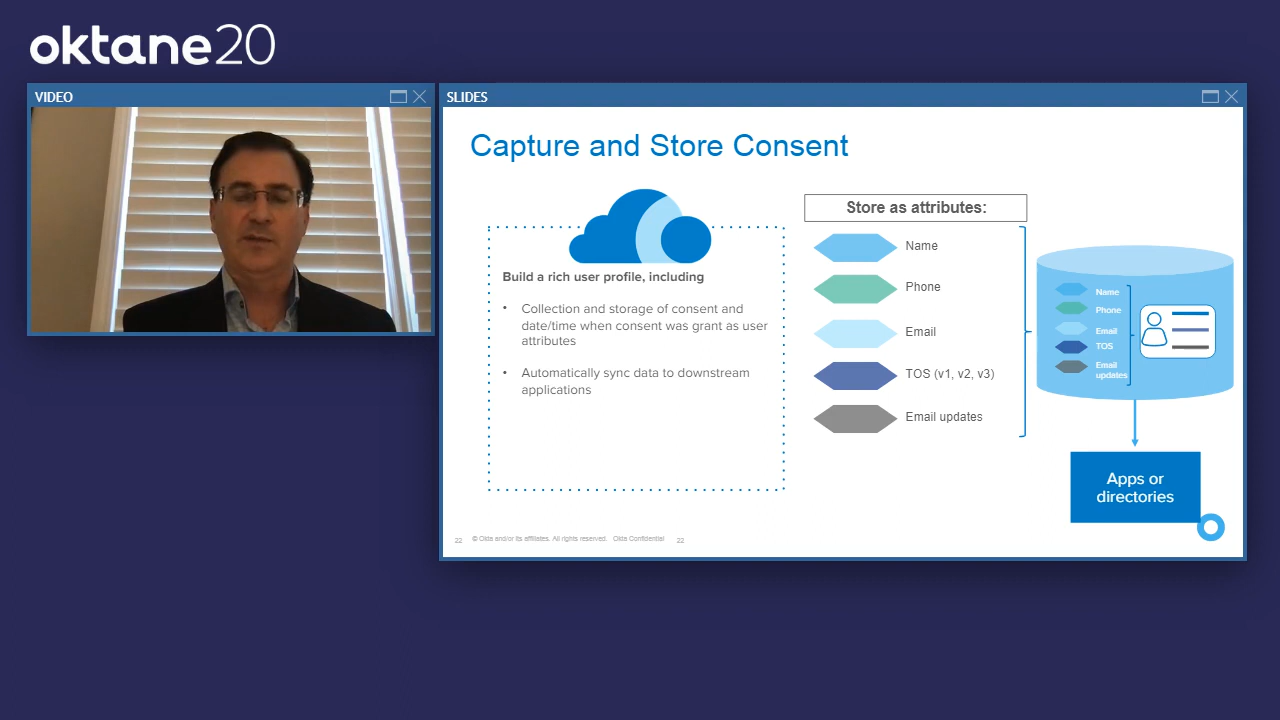 oktane20
VIDEO
SLIDES
Capture and Store Consent
Build a rich user profile, including
• Collection and storage of consent and
date/time when consent was grant as user
attributes
• Automatically sync data to downstream
applications
Store as attributes:
Name
Phone
Email
TOS (v1, v2, v3)
Email updates
Name
Phone
Email
TOS
Email
updates
Apps or
directories
22 © Okta and/or its affiliates. All rights reserved. Okta Confidential 22